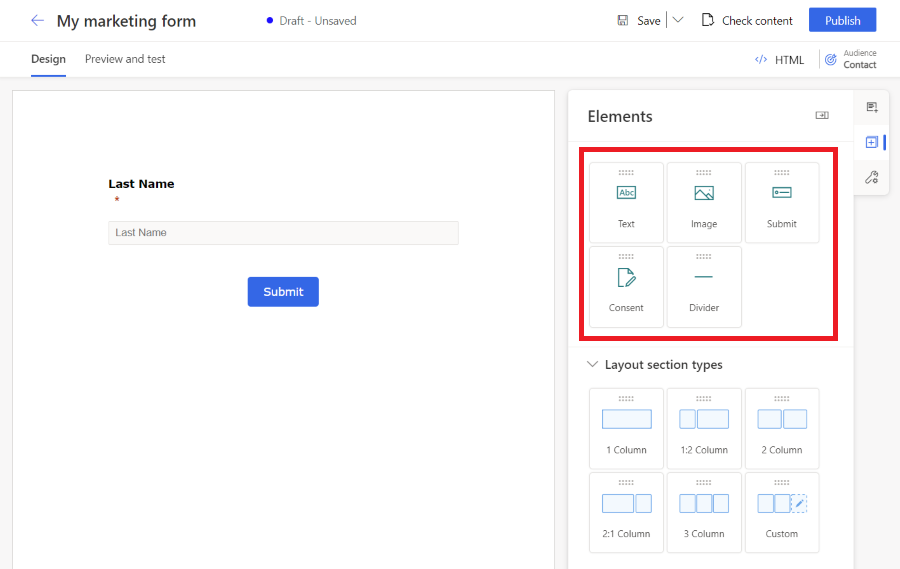 My marketing form
Draft - Unsaved
Save
Check content
Publish
Design
Preview and test
</> HTML
Audience
Contact
Elements
Last Name
*
Last Name
Submit
Abc
Text
Image
Submit
Consent
Divider
Layout section types
1 Column
1:2 Column
2 Column
2:1 Column
3 Column
Custom